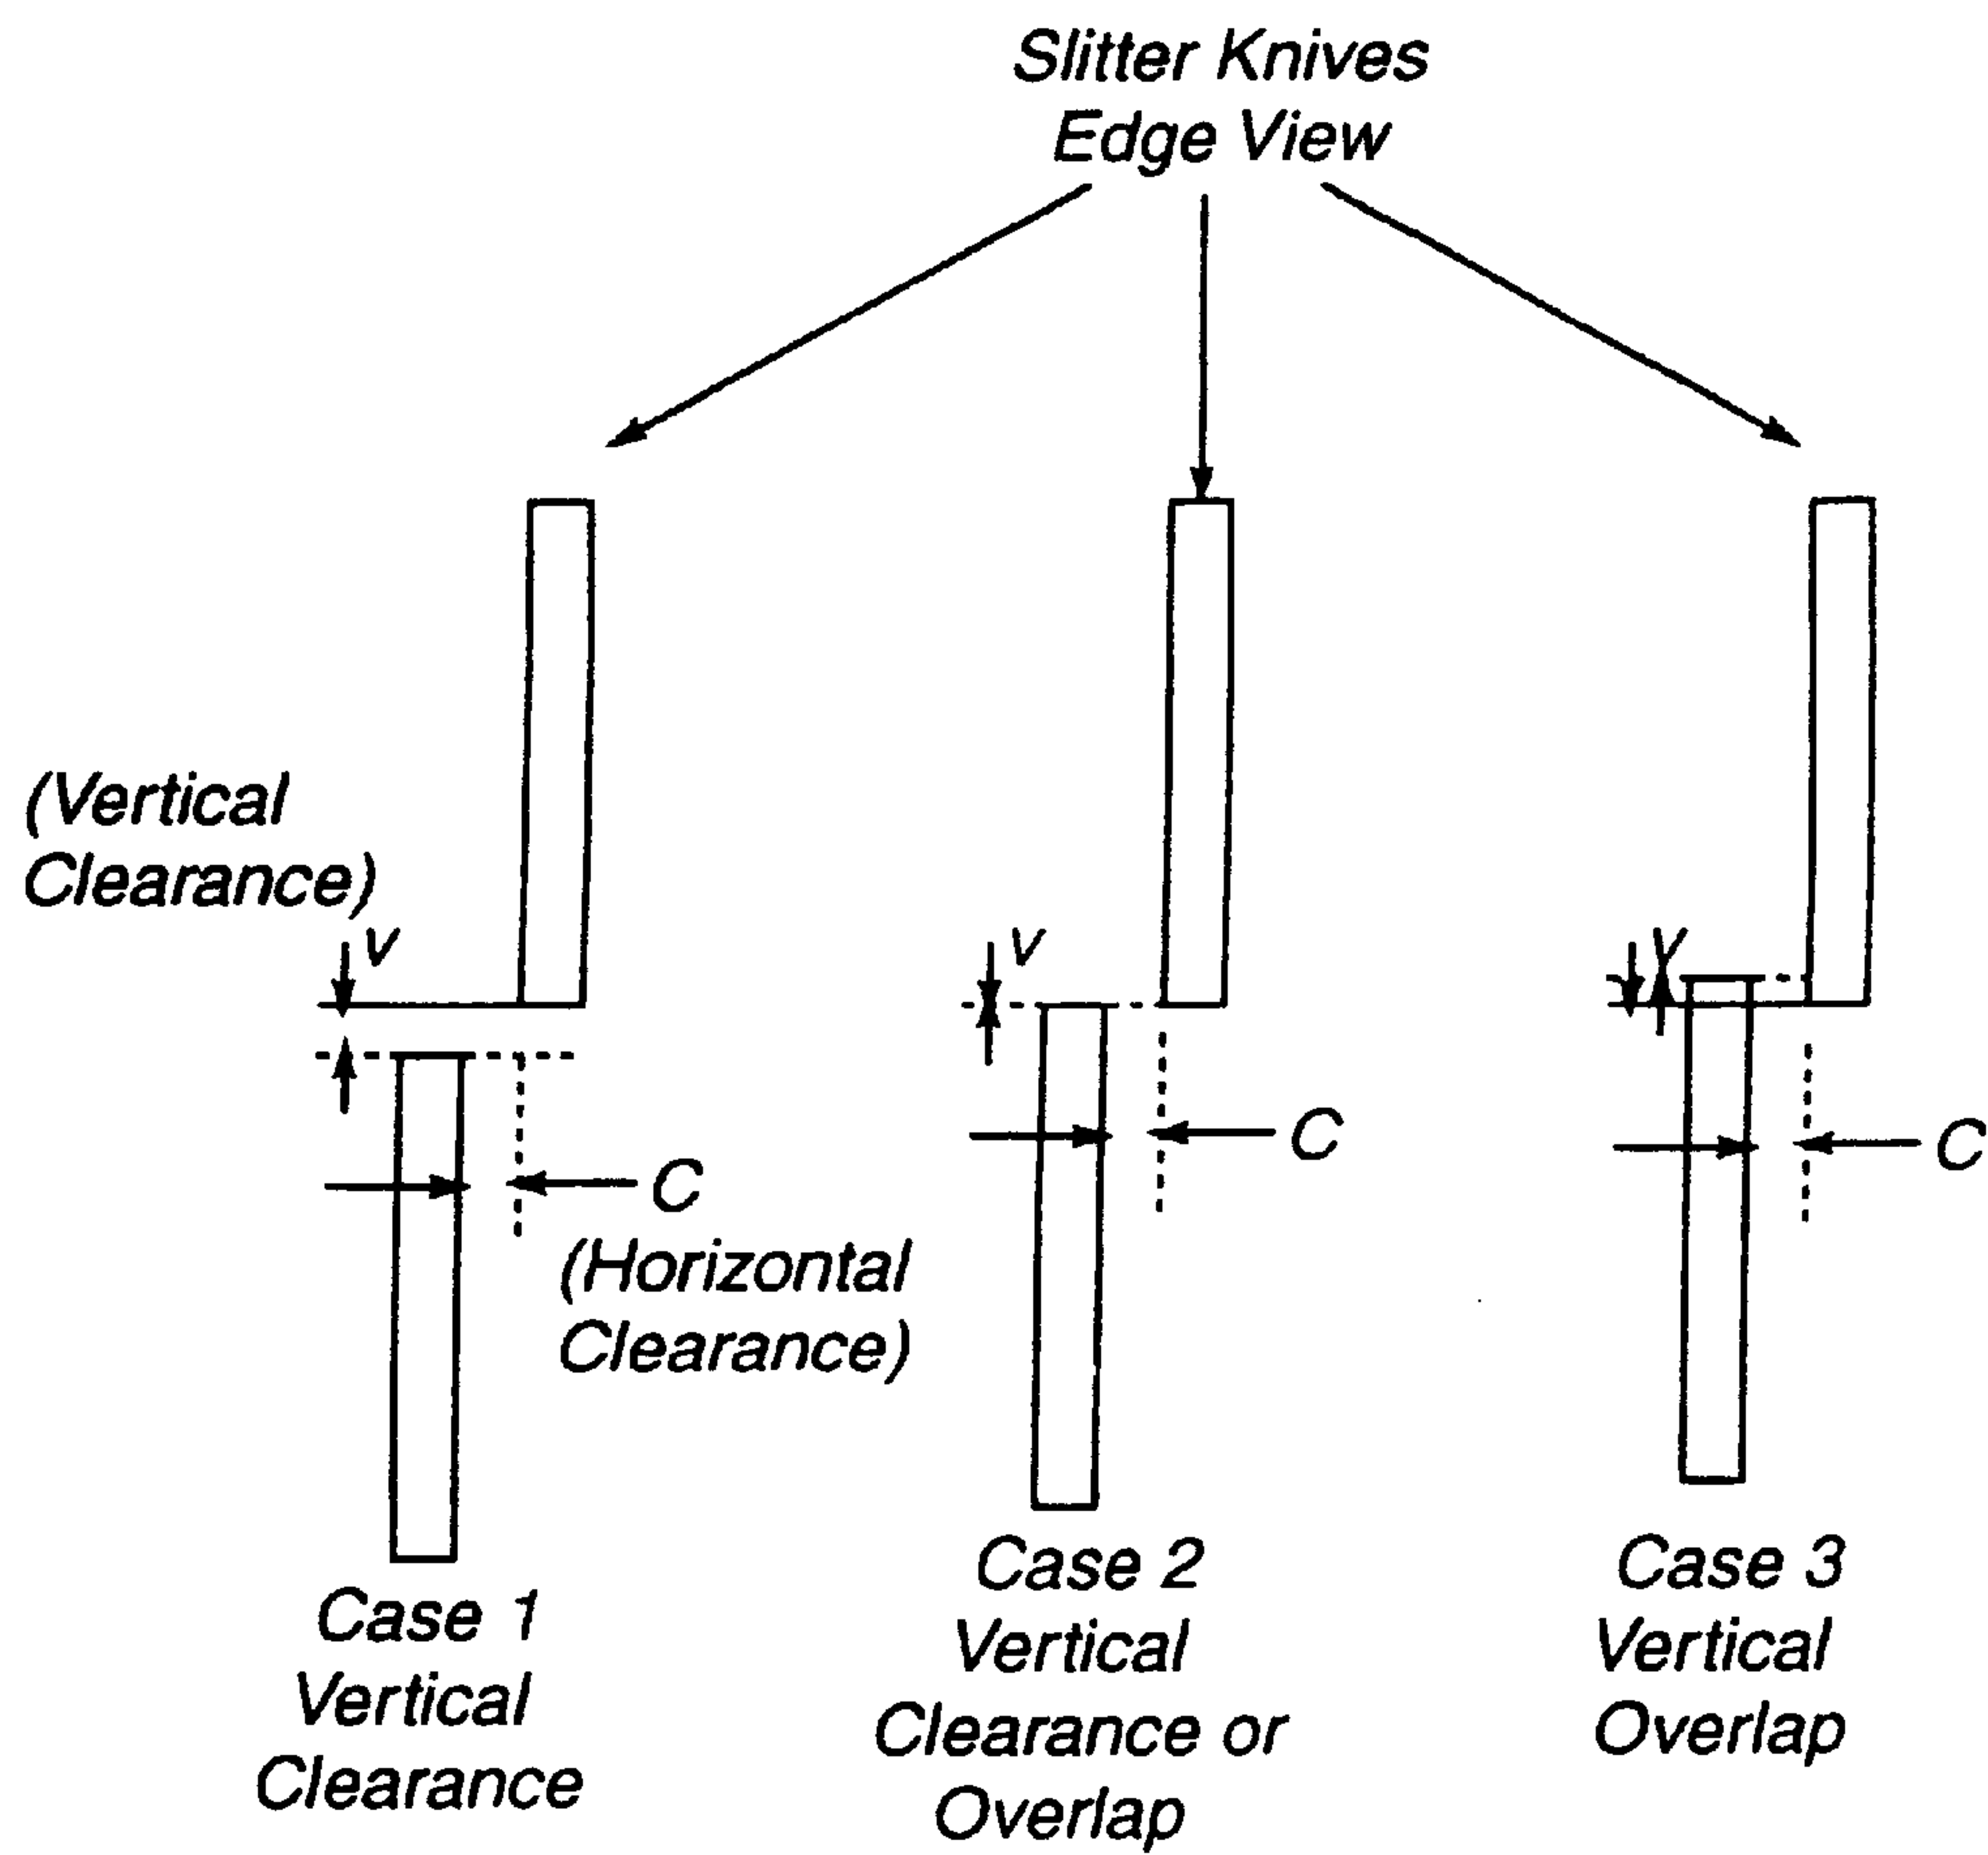 Slitter Knives
Edge View
(Vertical
Clearance)
v
v
v
C
C
C
(Horizontal
Clearance)
Case 1
Vertical
Clearance
Case 2
Vertical
Clearance or
Overlap
Case 3
Vertical
Overlap